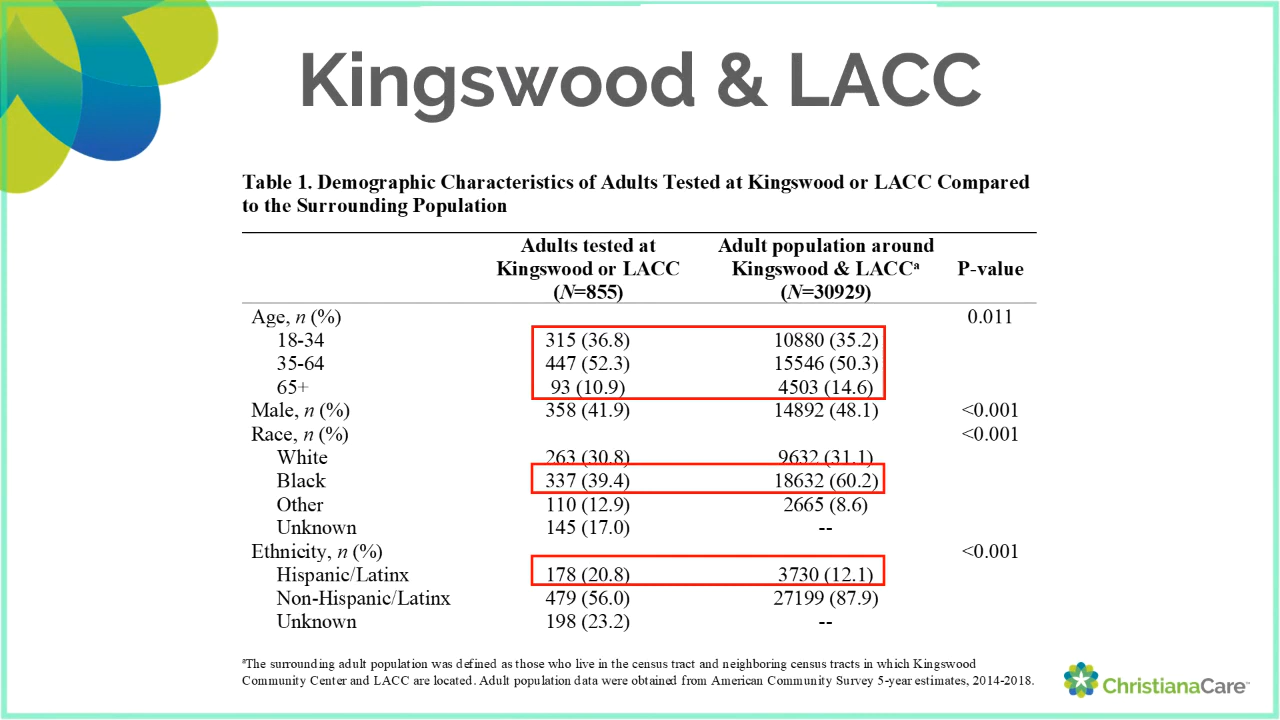 Kingswood & LACC
Table 1. Demographic Characteristics of Adults Tested at Kingswood or LACC Compared
to the Surrounding Population
Adults tested at Kingswood or LACC (N=855) Adult population around Kingswood & LACCᵃ (N=30929) P-value
Age, n (%) 0.011
18-34 315 (36.8) 10880 (35.2)
35-64 447 (52.3) 15546 (50.3)
65+ 93 (10.9) 4503 (14.6)
Male, n (%) 358 (41.9) 14892 (48.1) <0.001
Race, n (%) <0.001
White 263 (30.8) 9632 (31.1)
Black 337 (39.4) 18632 (60.2)
Other 110 (12.9) 2665 (8.6)
Unknown 145 (17.0) --
Ethnicity, n (%) <0.001
Hispanic/Latinx 178 (20.8) 3730 (12.1)
Non-Hispanic/Latinx 479 (56.0) 27199 (87.9)
Unknown 198 (23.2) --
ᵃThe surrounding adult population was defined as those who live in the census tract and neighboring census tracts in which Kingswood
Community Center and LACC are located. Adult population data were obtained from American Community Survey 5-year estimates, 2014-2018.
ChristianaCare™